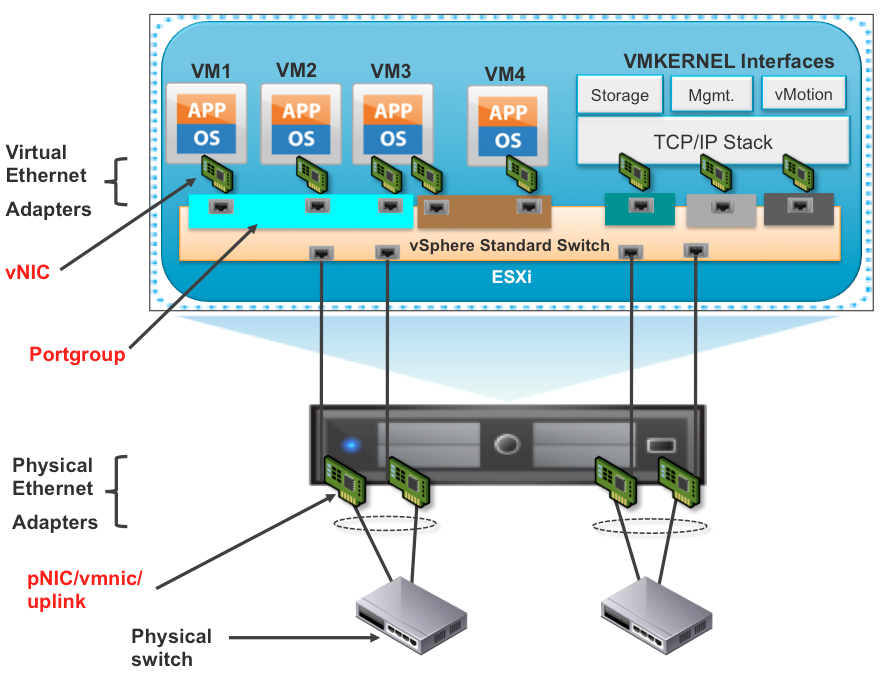 VMKERNEL Interfaces
VM1
VM2
VM3
VM4
Storage
Mgmt.
vMotion
APP
OS
APP
OS
APP
OS
APP
OS
TCP/IP Stack
Virtual
Ethernet
Adapters
vSphere Standard Switch
vNIC
ESXi
Portgroup
Physical
Ethernet
Adapters
pNIC/vmnic/
uplink
Physical
switch